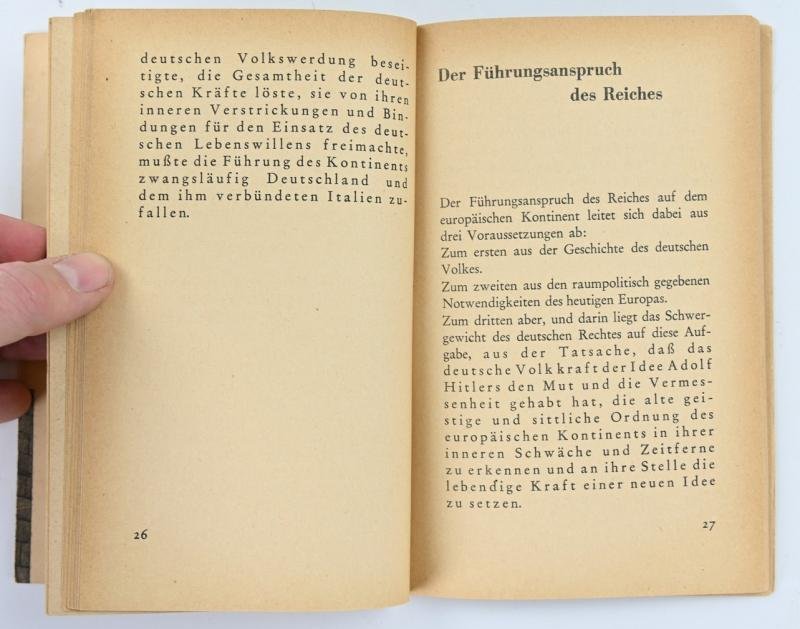 deutschen Volkswerdung besei-
tigte, die Gesamtheit der deut-
schen Kräfte löste, sie von ihren
inneren Verstrickungen und Bin-
dungen für den Einsatz des deut-
schen Lebenswillens freimachte,
mußte die Führung des Kontinents
zwangsläufig Deutschland und
dem ihm verbündeten Italien zu-
fallen.
26
Der Führungsanspruch
des Reiches
Der Führungsanspruch des Reiches auf dem
europäischen Kontinent leitet sich dabei aus
drei Voraussetzungen ab:
Zum ersten aus der Geschichte des deutschen
Volkes.
Zum zweiten aus den raumpolitisch gegebenen
Notwendigkeiten des heutigen Europas.
Zum dritten aber, und darin liegt das Schwer-
gewicht des deutschen Rechtes auf diese Auf-
gabe, aus der Tatsache, daß das
deutsche Volk kraft der Idee Adolf
Hitlers den Mut und die Vermes-
senheit gehabt hat, die alte gei-
stige und sittliche Ordnung des
europäischen Kontinents in ihrer
inneren Schwäche und Zeitferne
zu erkennen und an ihre Stelle die
lebendige Kraft einer neuen Idee
zu setzen.
27